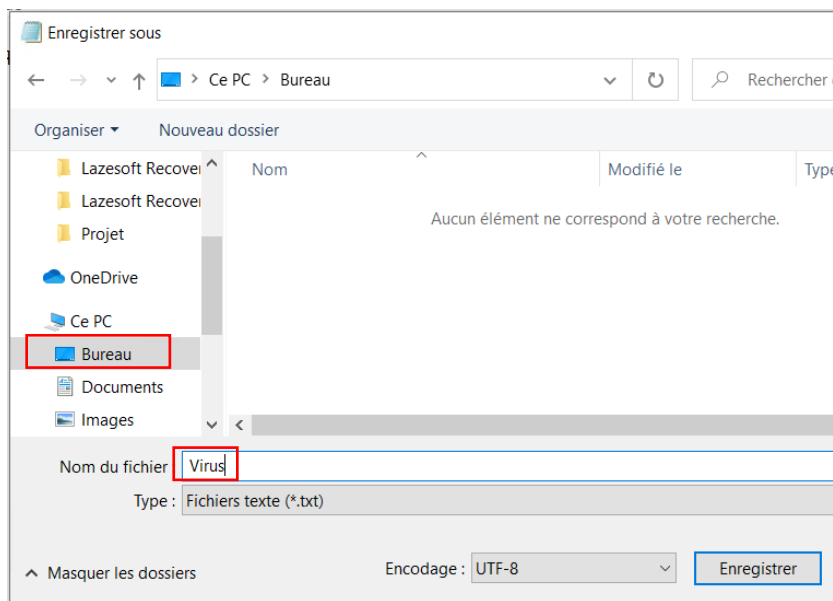 Enregistrer sous
Ce PC > Bureau
Rechercher
Organiser
Nouveau dossier
Lazesoft Recover
Nom
Modifié le
Type
Lazesoft Recover
Aucun élément ne correspond à votre recherche.
Projet
OneDrive
Ce PC
Bureau
Documents
Images
Nom du fichier
Virus
Type : Fichiers texte (*.txt)
Masquer les dossiers
Encodage : UTF-8
Enregistrer